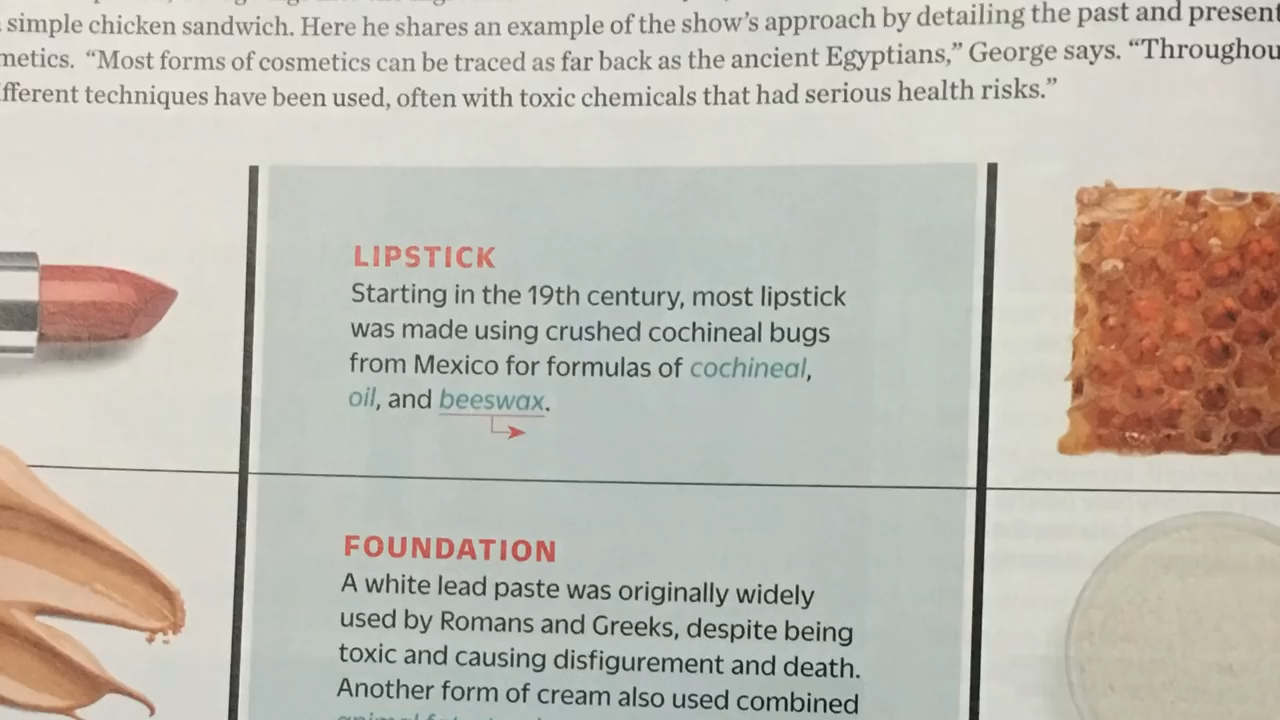 simple chicken sandwich. Here he shares an example of the show's approach by detailing the past and present
metics. “Most forms of cosmetics can be traced as far back as the ancient Egyptians,” George says. “Throughou
fferent techniques have been used, often with toxic chemicals that had serious health risks.”
LIPSTICK
Starting in the 19th century, most lipstick
was made using crushed cochineal bugs
from Mexico for formulas of cochineal,
oil, and beeswax.
FOUNDATION
A white lead paste was originally widely
used by Romans and Greeks, despite being
toxic and causing disfigurement and death.
Another form of cream also used combined